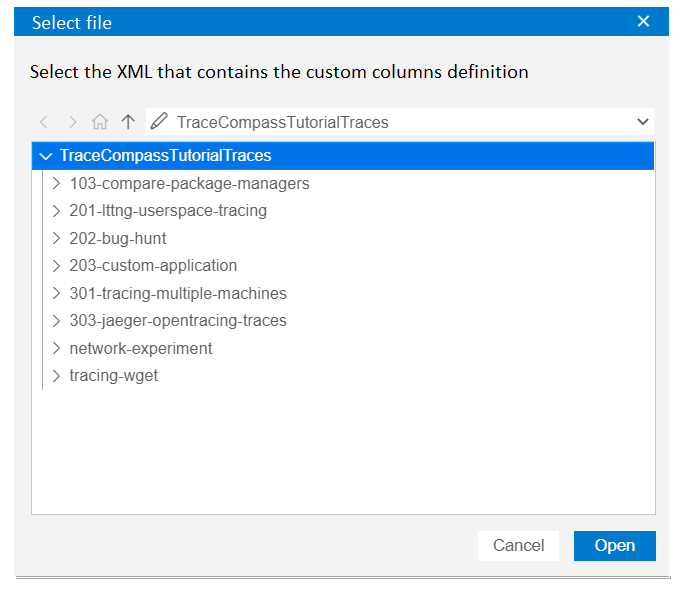 Select file
Select the XML that contains the custom columns definition
TraceCompassTutorialTraces
TraceCompassTutorialTraces
103-compare-package-managers
201-lttng-userspace-tracing
202-bug-hunt
203-custom-application
301-tracing-multiple-machines
303-jaeger-opentracing-traces
network-experiment
tracing-wget
Cancel
Open